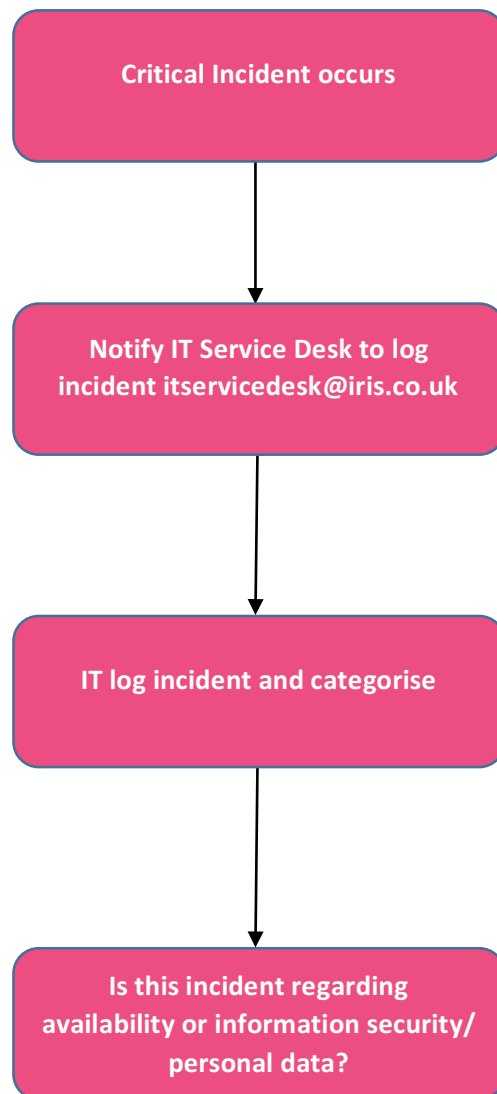 Critical Incident occurs
Notify IT Service Desk to log
incident itservicedesk@iris.co.uk
IT log incident and categorise
Is this incident regarding
availability or information security/
personal data?